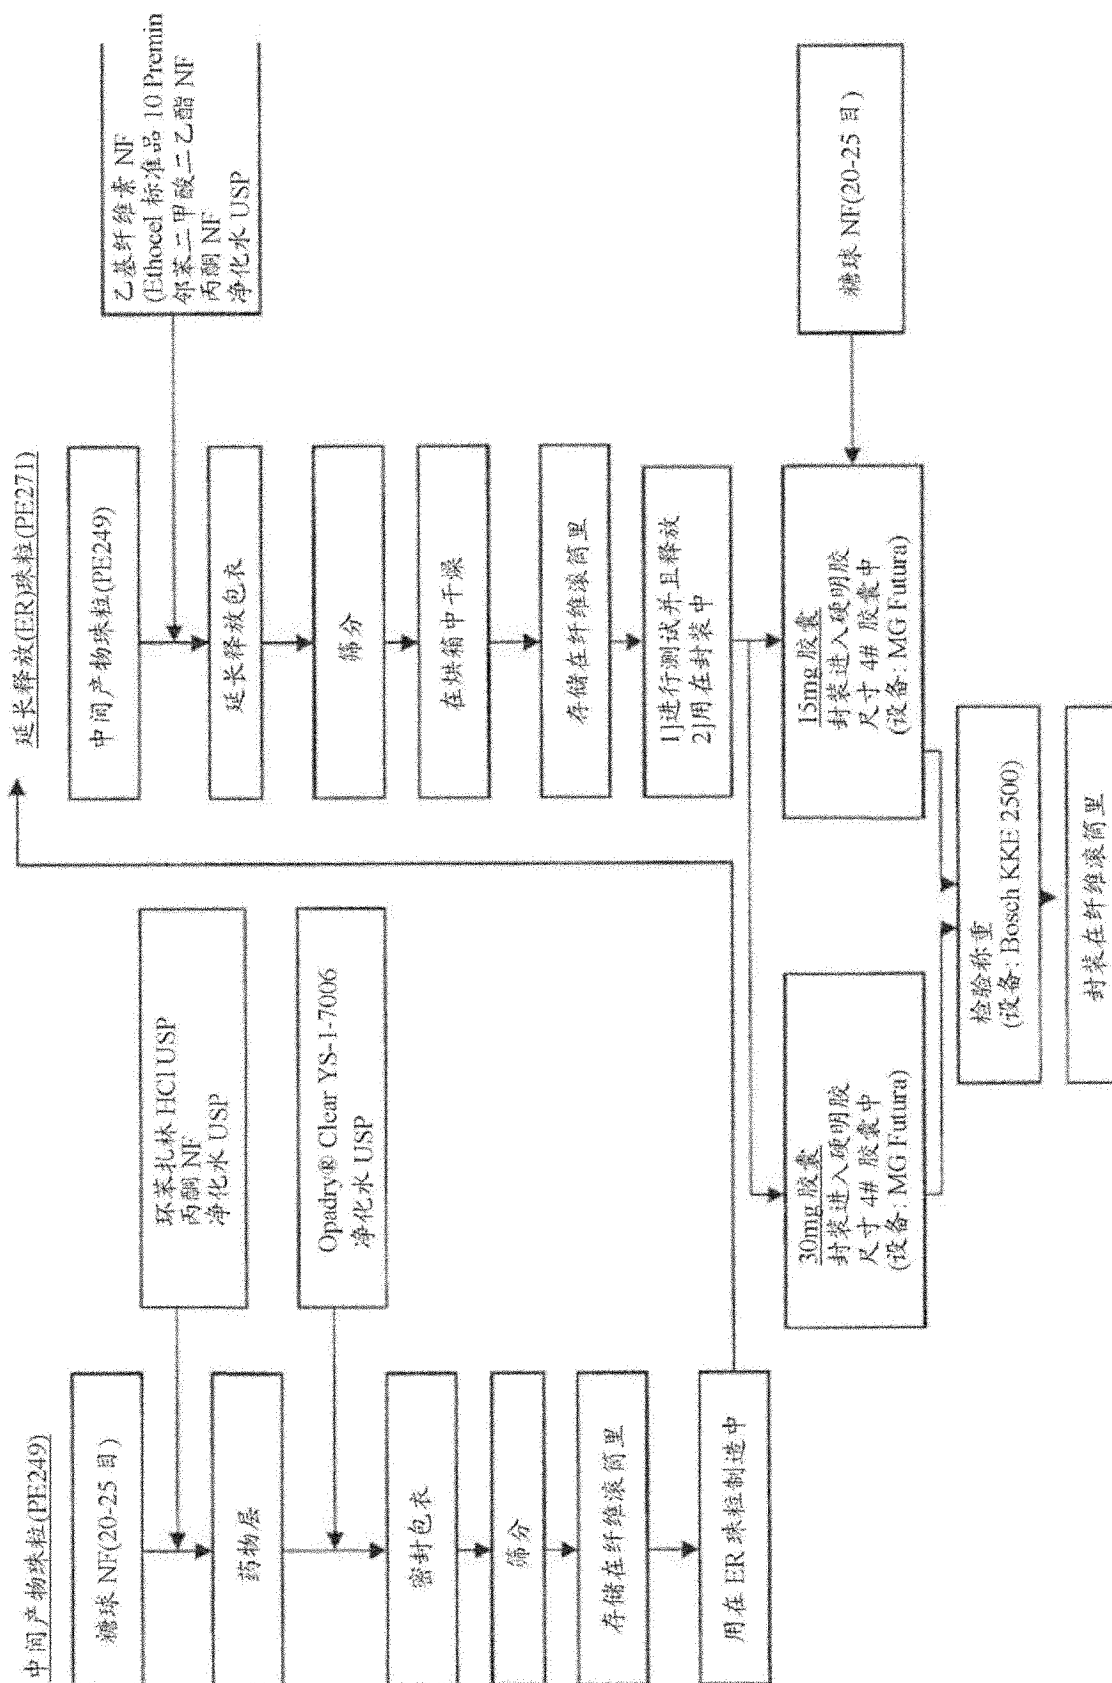 中间产物珠粒(PE249)
糖球 NF(20-25 目)
环苯扎林 HCl USP
丙酮 NF
净化水 USP
药物层
Opadry® Clear YS-1-7006
净化水 USP
密封包衣
筛分
存储在纤维滚筒里
用在 ER 珠粒制造中
延长释放(ER)珠粒(PE271)
中间产物珠粒(PE249)
乙基纤维素 NF
(Ethocel 标准品 10 Premin
邻苯二甲酸二乙酯 NF
丙酮 NF
净化水 USP
延长释放包衣
筛分
在烘箱中干燥
存储在纤维滚筒里
1]进行测试并且释放
2]用在封装中
30mg 胶囊
封装进入硬明胶
尺寸 4# 胶囊中
(设备: MG Futura)
15mg 胶囊
封装进入硬明胶
尺寸 4# 胶囊中
(设备: MG Futura)
糖球 NF(20-25 目)
检验称重
(设备: Bosch KKE 2500)
封装在纤维滚筒里